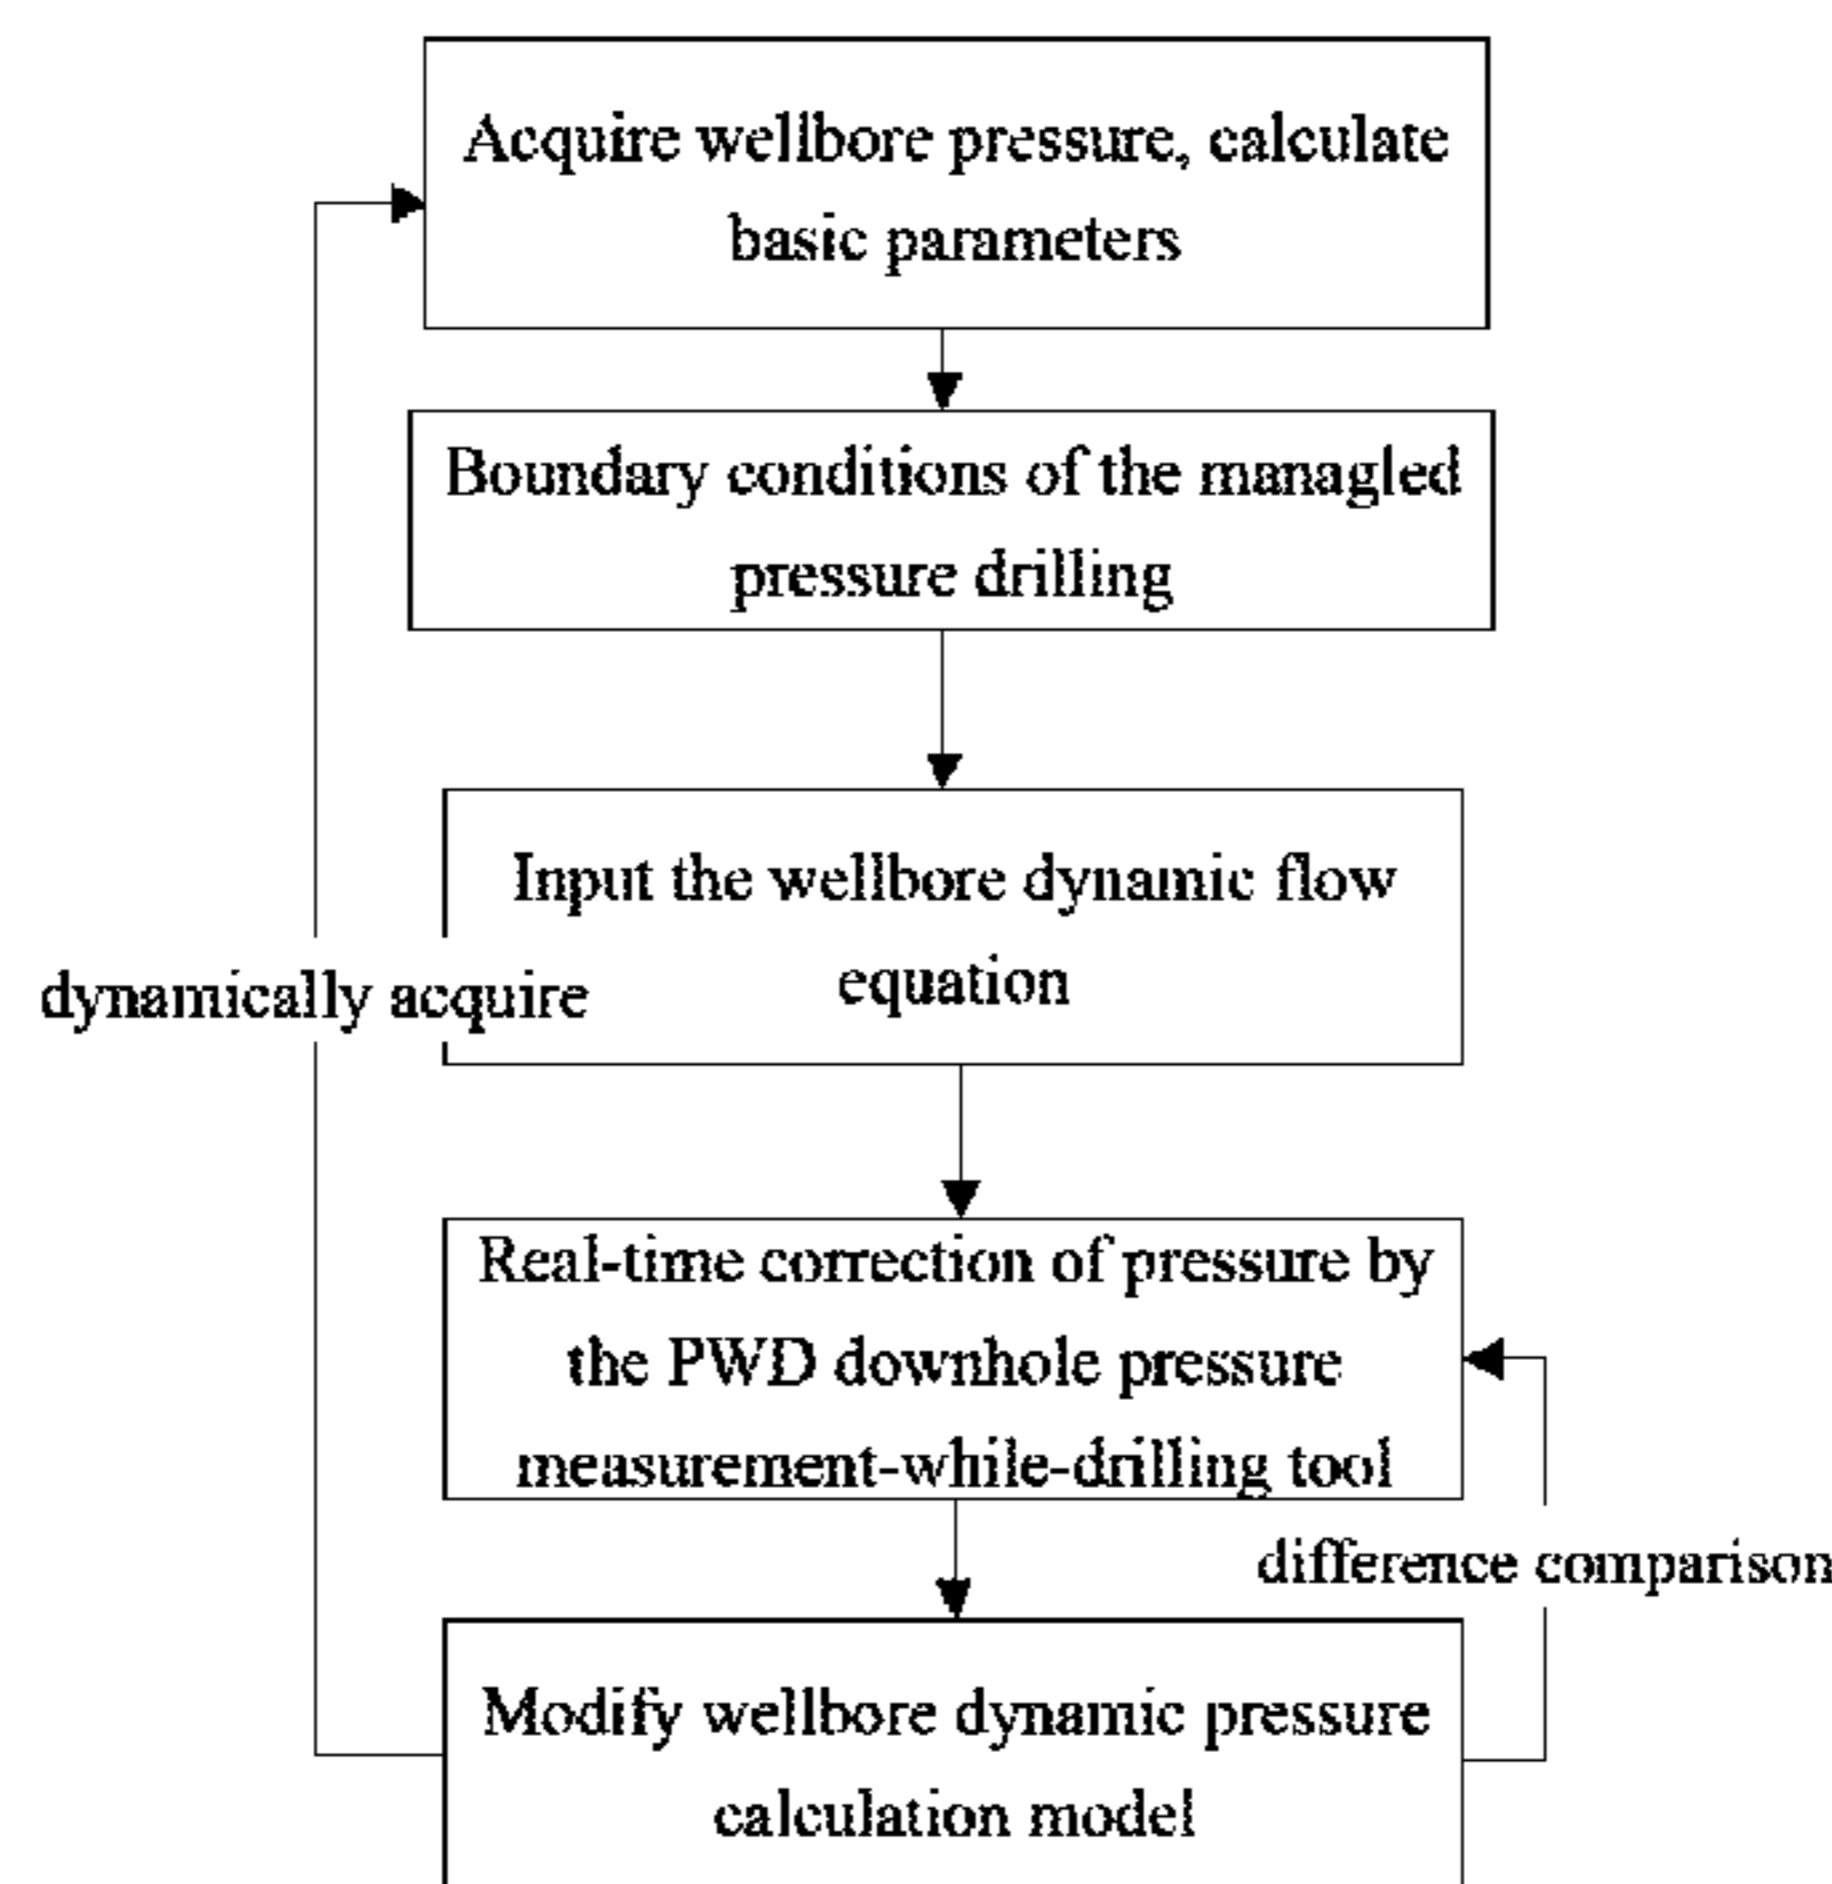 Acquire wellbore pressure, calculate
basic parameters
Boundary conditions of the managled
pressure drilling
Input the wellbore dynamic flow
equation
dynamically acquire
Real-time correction of pressure by
the PWD downhole pressure
measurement-while-drilling tool
difference comparison
Modify wellbore dynamic pressure
calculation model